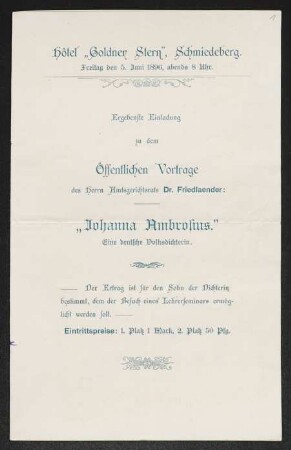 1
Hôtel „Goldner Stern", Schmiedeberg.
Freitag den 5. Juni 1896, abends 8 Uhr.
Ergebenste Einladung
zu dem
Öffentlichen Vortrage
des Herrn Amtsgerichtsrats Dr. Friedlaender:
„Johanna Ambrosius."
Eine deutsche Volksdichterin.
Der Ertrag ist für den Sohn der Dichterin
bestimmt, dem der Besuch eines Lehrerseminars ermög-
licht werden soll.
Eintrittspreise: 1. Platz 1 Mark, 2. Platz 50 Pfg.